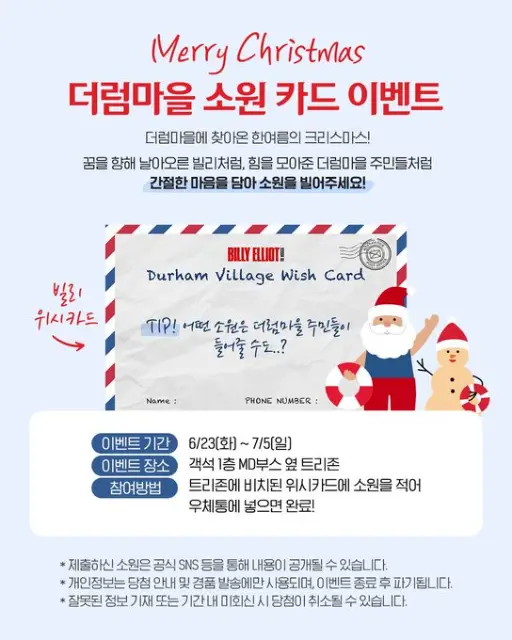 Merry Christmas
더럼마을 소원 카드 이벤트
더럼마을에 찾아온 한여름의 크리스마스!
꿈을 향해 날아오른 빌리처럼, 힘을 모아준 더럼마을 주민들처럼
간절한 마음을 담아 소원을 빌어주세요!
BILLY ELLIOT!
Durham Village Wish Card
빌리
위시카드
TIP! 어떤 소원은 더럼마을 주민들이
들어줄 수도..?
Name :
PHONE NUMBER :
이벤트 기간 6/23(화) ~ 7/5(일)
이벤트 장소 객석 1층 MD부스 옆 트리존
참여방법 트리존에 비치된 위시카드에 소원을 적어
우체통에 넣으면 완료!
* 제출하신 소원은 공식 SNS 등을 통해 내용이 공개될 수 있습니다.
* 개인정보는 당첨 안내 및 경품 발송에만 사용되며, 이벤트 종료 후 파기됩니다.
* 잘못된 정보 기재 또는 기간 내 미회신 시 당첨이 취소될 수 있습니다.